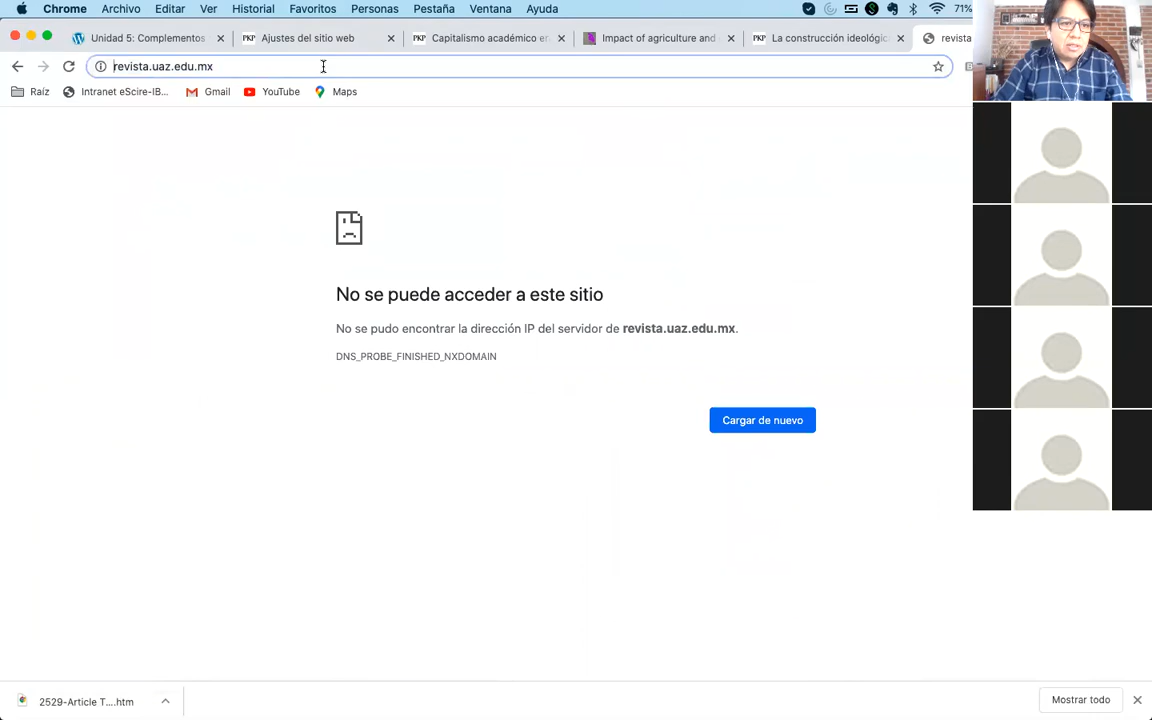 Chrome Archivo Editar Ver Historial Favoritos Personas Pestaña Ventana Ayuda 71%
Unidad 5: Complementos Ajustes del sitio web Capitalismo académico Impact of agriculture and La construcción ideológic revista
revista.uaz.edu.mx
Raíz Intranet eScire-IB... Gmail YouTube Maps
No se puede acceder a este sitio
No se pudo encontrar la dirección IP del servidor de revista.uaz.edu.mx.
DNS_PROBE_FINISHED_NXDOMAIN
Cargar de nuevo
2529-Article T....htm Mostrar todo